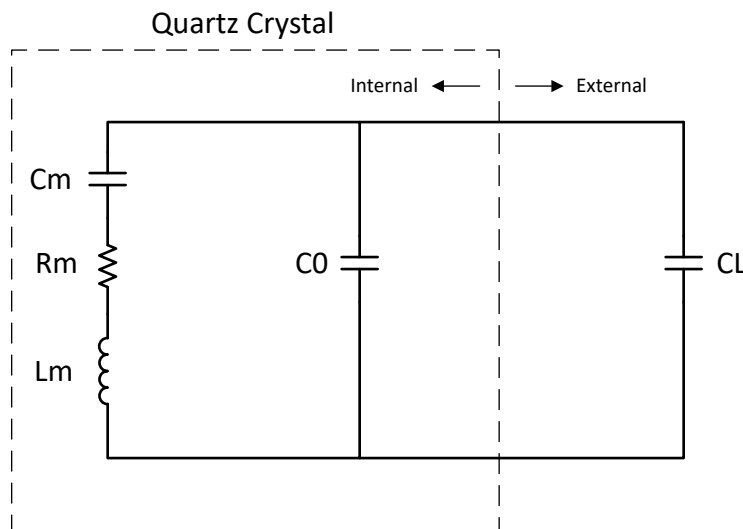 Quartz Crystal
Internal External
Cm
Rm C0 CL
Lm